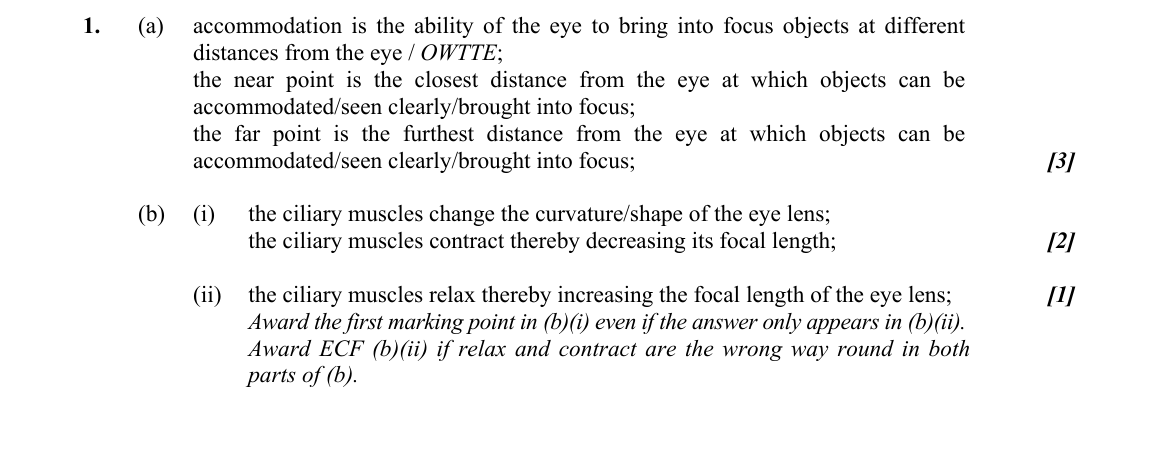 1. (a) accommodation is the ability of the eye to bring into focus objects at different
distances from the eye / OWTTE;
the near point is the closest distance from the eye at which objects can be
accommodated/seen clearly/brought into focus;
the far point is the furthest distance from the eye at which objects can be
accommodated/seen clearly/brought into focus; [3]
(b) (i) the ciliary muscles change the curvature/shape of the eye lens;
the ciliary muscles contract thereby decreasing its focal length; [2]
(ii) the ciliary muscles relax thereby increasing the focal length of the eye lens; [1]
Award the first marking point in (b)(i) even if the answer only appears in (b)(ii).
Award ECF (b)(ii) if relax and contract are the wrong way round in both
parts of (b).